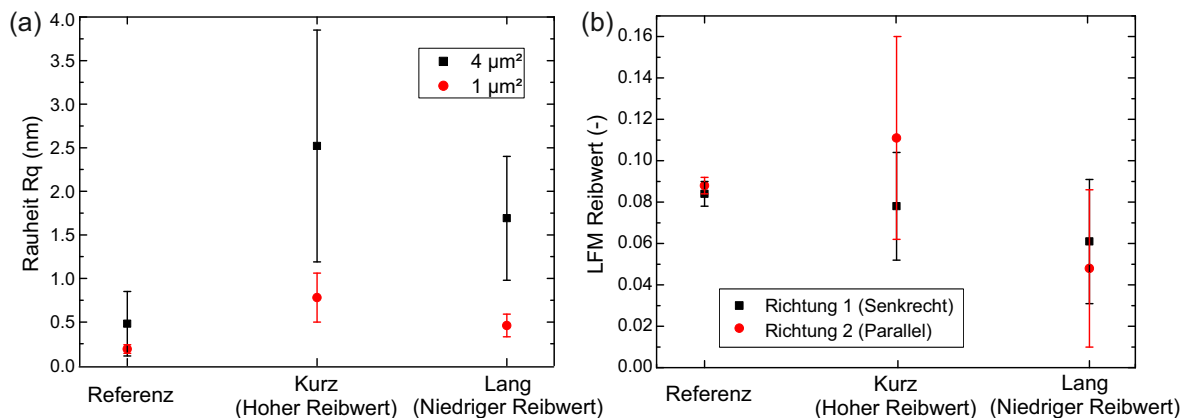 (a)
4.0
3.5
3.0
2.5
2.0
1.5
1.0
0.5
0.0
Rauheit Rq (nm)
4 µm²
1 µm²
Referenz
Kurz
(Hoher Reibwert)
Lang
(Niedriger Reibwert)
(b)
0.16
0.14
0.12
0.10
0.08
0.06
0.04
0.02
0.00
LFM Reibwert (-)
Richtung 1 (Senkrecht)
Richtung 2 (Parallel)
Referenz
Kurz
(Hoher Reibwert)
Lang
(Niedriger Reibwert)